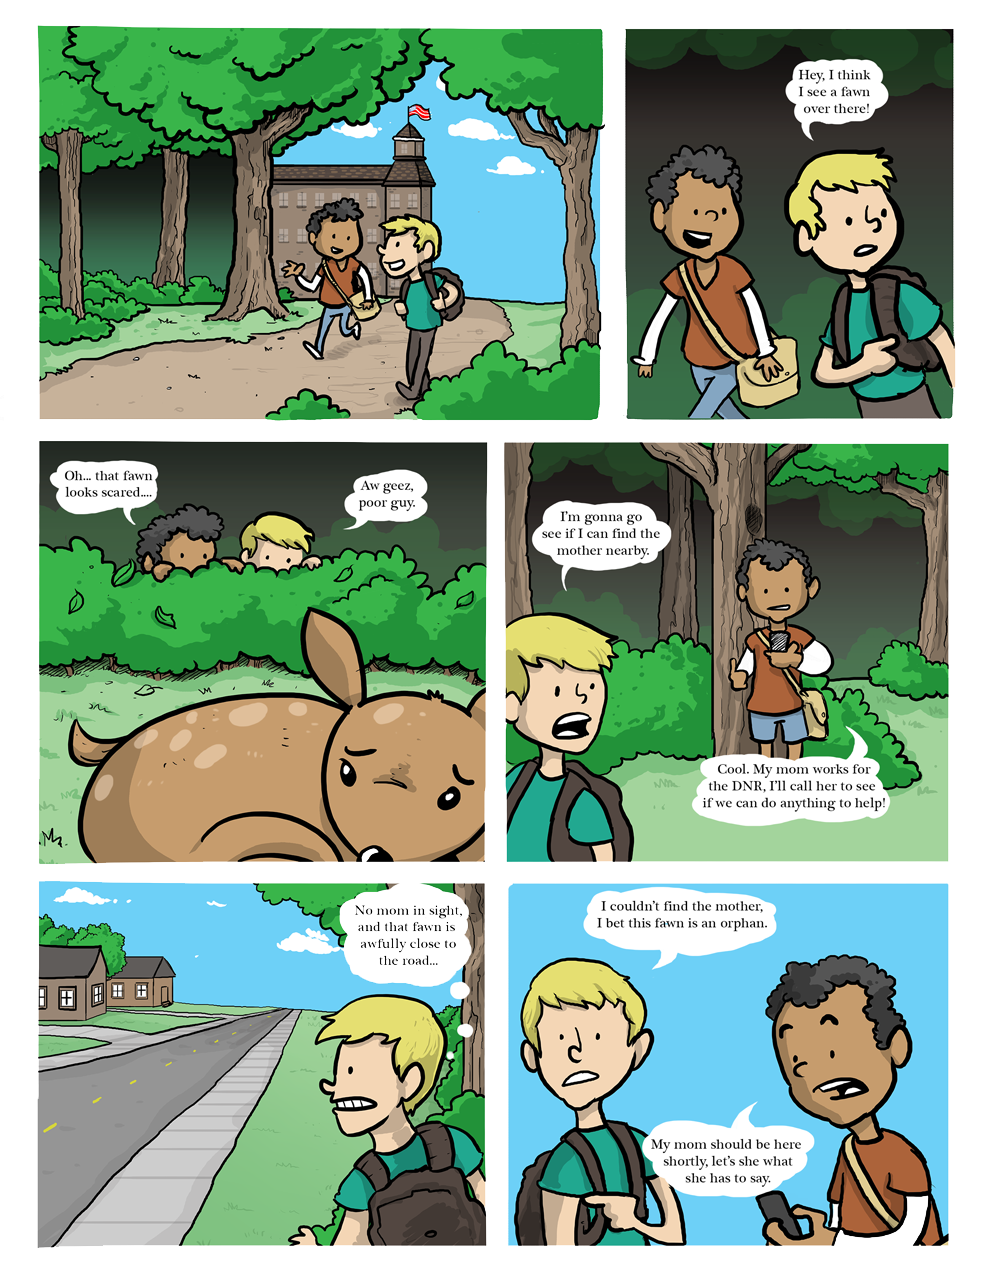 Hey, I think
I see a fawn
over there!
Oh... that fawn
looks scared....
Aw geez,
poor guy.
I'm gonna go
see if I can find the
mother nearby.
Cool. My mom works for
the DNR, I'll call her to see
if we can do anything to help!
No mom in sight,
and that fawn is
awfully close to
the road...
I couldn't find the mother,
I bet this fawn is an orphan.
My mom should be here
shortly, let's she what
she has to say.